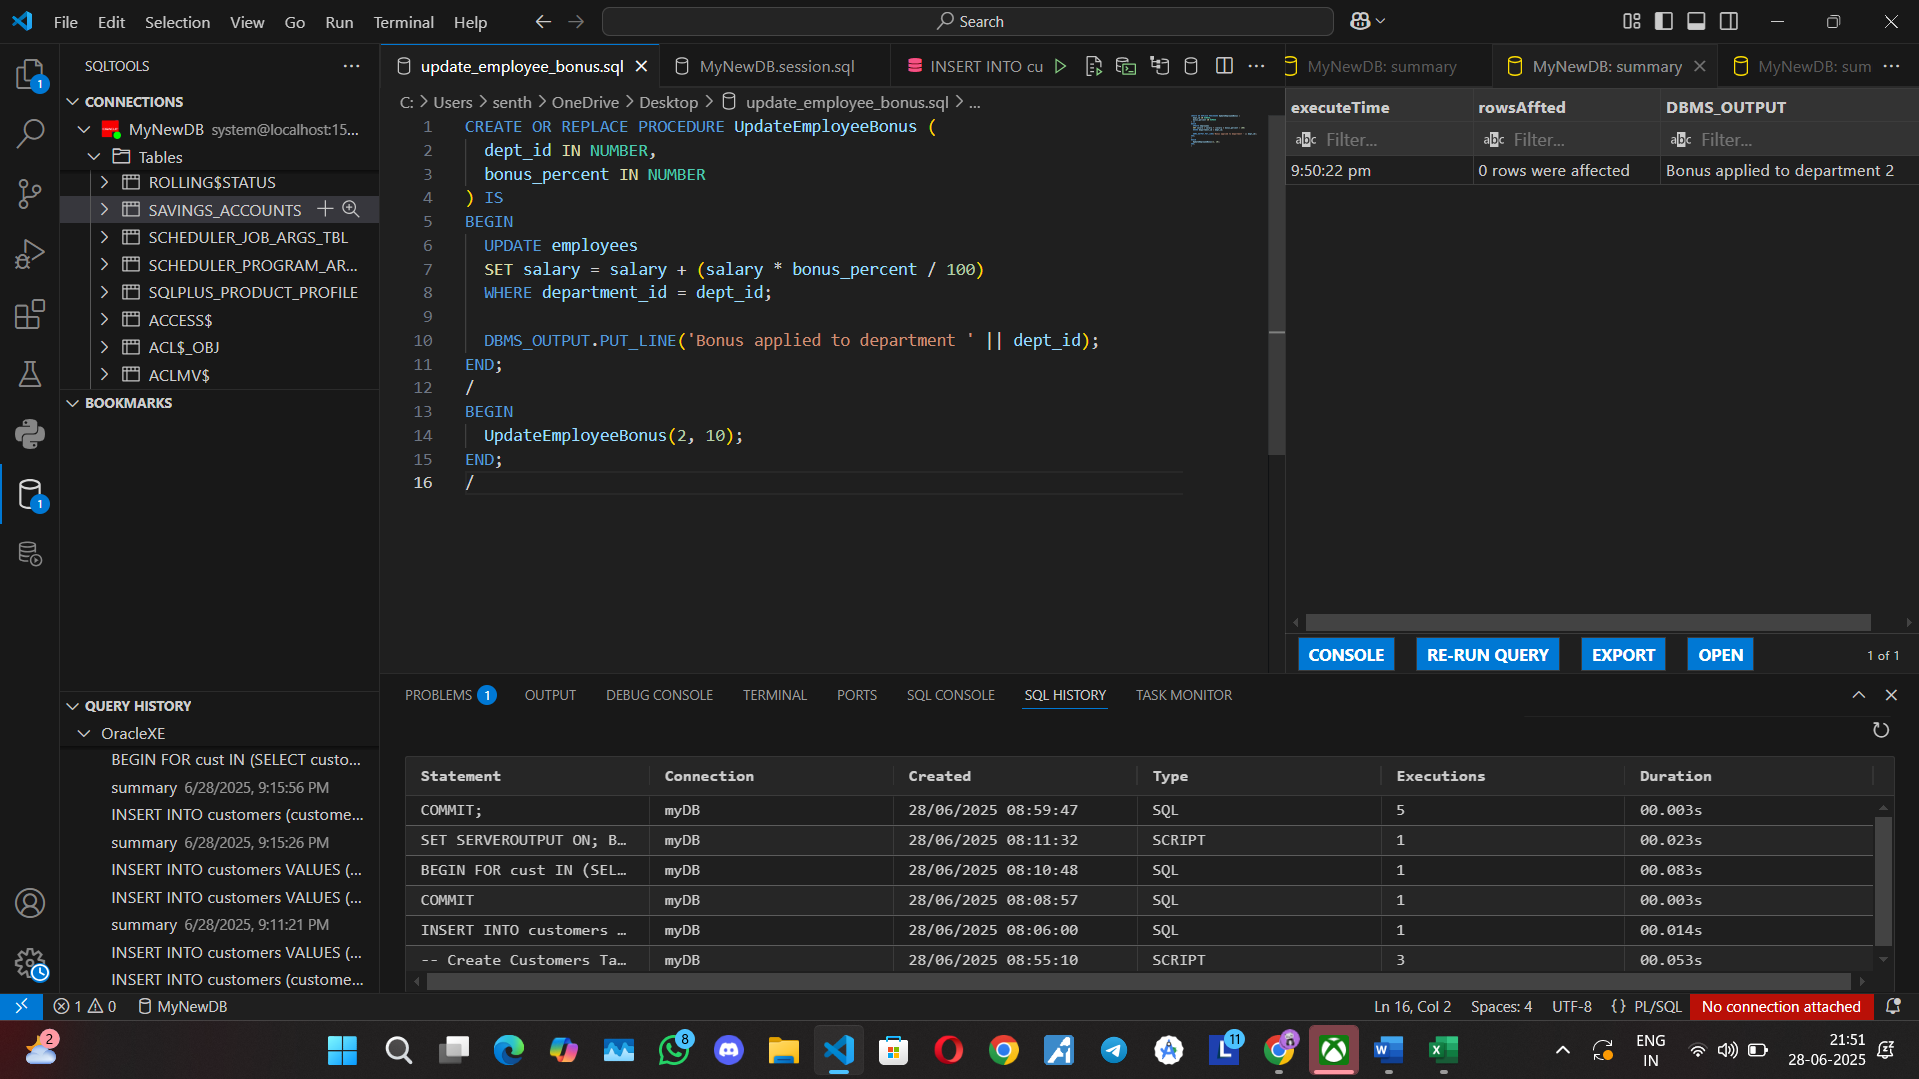 File Edit Selection View Go Run Terminal Help
Search
SQLTOOLS
CONNECTIONS
MyNewDB system@localhost:15...
Tables
ROLLING$STATUS
SAVINGS_ACCOUNTS
SCHEDULER_JOB_ARGS_TBL
SCHEDULER_PROGRAM_AR...
SQLPLUS_PRODUCT_PROFILE
ACCESS$
ACL$_OBJ
ACLMV$
BOOKMARKS
QUERY HISTORY
OracleXE
BEGIN FOR cust IN (SELECT custo...
summary 6/28/2025, 9:15:56 PM
INSERT INTO customers (custome...
summary 6/28/2025, 9:15:26 PM
INSERT INTO customers VALUES (...
INSERT INTO customers VALUES (...
summary 6/28/2025, 9:11:21 PM
INSERT INTO customers VALUES (...
INSERT INTO customers (custome...
update_employee_bonus.sql MyNewDB.session.sql INSERT INTO cu
C: > Users > senth > OneDrive > Desktop > update_employee_bonus.sql > ...
1 CREATE OR REPLACE PROCEDURE UpdateEmployeeBonus (
2 dept_id IN NUMBER,
3 bonus_percent IN NUMBER
4 ) IS
5 BEGIN
6 UPDATE employees
7 SET salary = salary + (salary * bonus_percent / 100)
8 WHERE department_id = dept_id;
9
10 DBMS_OUTPUT.PUT_LINE('Bonus applied to department ' || dept_id);
11 END;
12 /
13 BEGIN
14 UpdateEmployeeBonus(2, 10);
15 END;
16 /
MyNewDB: summary MyNewDB: summary MyNewDB: sum
executeTime rowsAffted DBMS_OUTPUT
abc Filter... abc Filter... abc Filter...
9:50:22 pm 0 rows were affected Bonus applied to department 2
CONSOLE RE-RUN QUERY EXPORT OPEN 1 of 1
PROBLEMS 1 OUTPUT DEBUG CONSOLE TERMINAL PORTS SQL CONSOLE SQL HISTORY TASK MONITOR
Statement Connection Created Type Executions Duration
COMMIT; myDB 28/06/2025 08:59:47 SQL 5 00.003s
SET SERVEROUTPUT ON; B... myDB 28/06/2025 08:11:32 SCRIPT 1 00.023s
BEGIN FOR cust IN (SEL... myDB 28/06/2025 08:10:48 SQL 1 00.083s
COMMIT myDB 28/06/2025 08:08:57 SQL 1 00.003s
INSERT INTO customers ... myDB 28/06/2025 08:06:00 SQL 1 00.014s
-- Create Customers Ta... myDB 28/06/2025 08:55:10 SCRIPT 3 00.053s
1 0 MyNewDB
Ln 16, Col 2 Spaces: 4 UTF-8 {} PL/SQL No connection attached
2 8 11
ENG
IN
21:51
28-06-2025